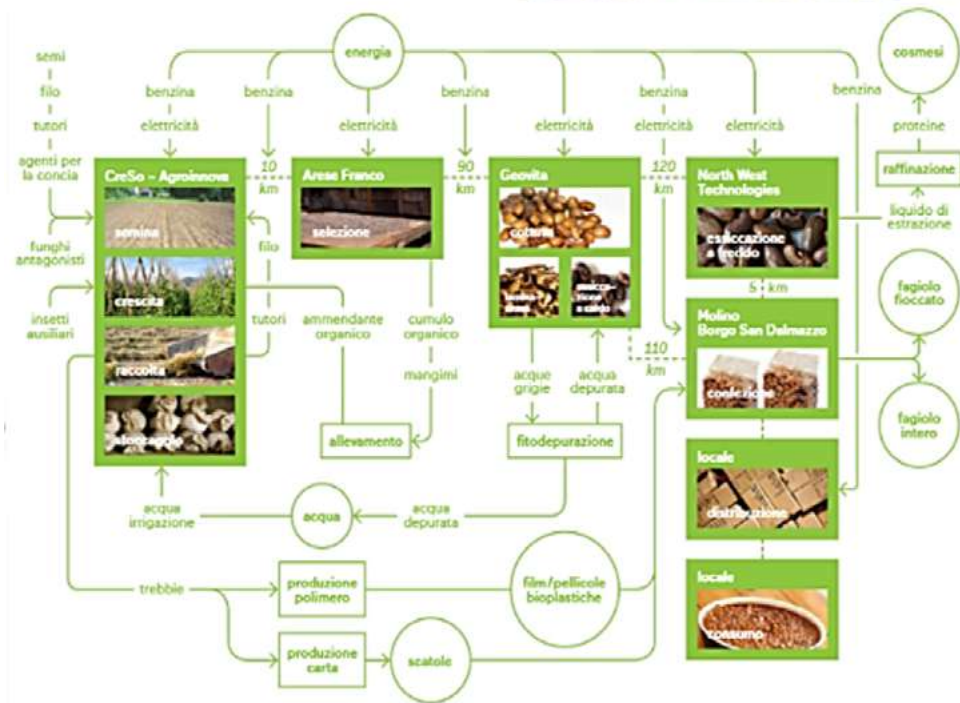 energia
cosmesi
semi
filo
tutori
agenti per
la concia
benzina
elettricità
benzina
elettricità
benzina
elettricità
benzina
elettricità
elettricità
benzina
proteine
raffinazione
liquido di
estrazione
CreSo – Agroinnova
semina
crescita
raccolta
stoccaggio
10
km
Arese Franco
selezione
90
km
Geovita
cottura
120
km
North West
Technologies
essiccazione
a freddo
funghi
antagonisti
insetti
ausiliari
filo
tutori
ammendante
organico
cumulo
organico
mangimi
acque
grigie
acqua
depurata
110
km
5 km
Molino
Borgo San Dalmazzo
confezione
fagiolo
fioccato
fagiolo
intero
allevamento
fitodepurazione
acqua
irrigazione
acqua
acqua
depurata
locale
distribuzione
locale
consumo
trebbie
produzione
polimero
film/pellicole
bioplastiche
produzione
carta
scatole